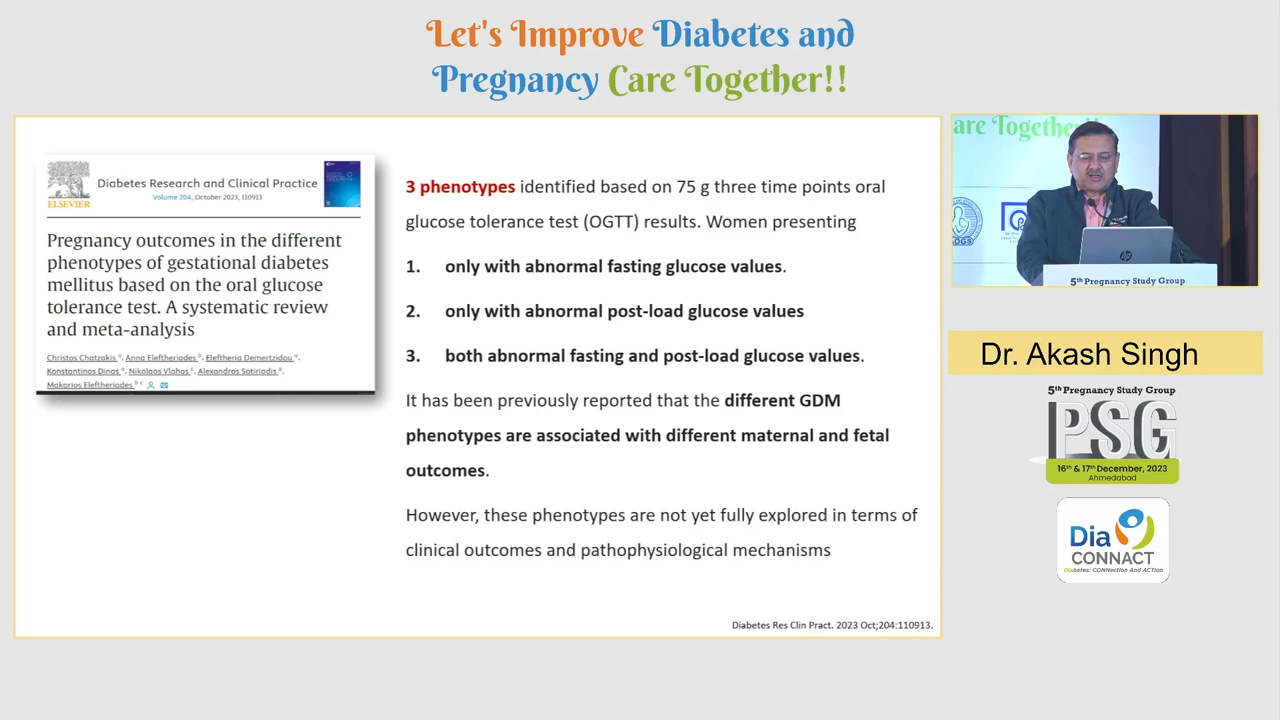 Let's Improve Diabetes and
Pregnancy Care Together!!
ELSEVIER
Diabetes Research and Clinical Practice
Volume 204, October 2023, 110913
Pregnancy outcomes in the different
phenotypes of gestational diabetes
mellitus based on the oral glucose
tolerance test. A systematic review
and meta-analysis
Christos Chatzakis a, Anna Eleftheriades b, Eleftheria Demertzidou a,
Konstantinos Dinas a, Nikolaos Vlahos c, Alexandros Sotiriadis a,
Makarios Eleftheriades b c
3 phenotypes identified based on 75 g three time points oral
glucose tolerance test (OGTT) results. Women presenting
1. only with abnormal fasting glucose values.
2. only with abnormal post-load glucose values
3. both abnormal fasting and post-load glucose values.
It has been previously reported that the different GDM
phenotypes are associated with different maternal and fetal
outcomes.
However, these phenotypes are not yet fully explored in terms of
clinical outcomes and pathophysiological mechanisms
Diabetes Res Clin Pract. 2023 Oct;204:110913.
are Together!!
OGS
hp
5th Pregnancy Study Group
Dr. Akash Singh
5th Pregnancy Study Group
PSG
16th & 17th December, 2023
Ahmedabad
Dia
CONNACT
Diabetes: CONNection And ACTion